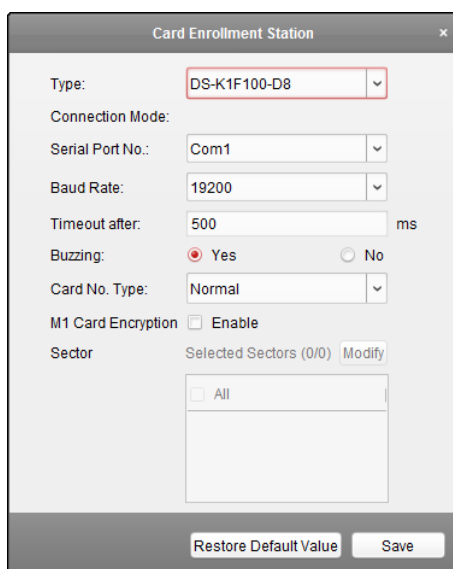 Card Enrollment Station ×
Type: DS-K1F100-D8
Connection Mode:
Serial Port No.: Com1
Baud Rate: 19200
Timeout after: 500 ms
Buzzing: Yes No
Card No. Type: Normal
M1 Card Encryption Enable
Sector Selected Sectors (0/0) Modify
All
Restore Default Value Save